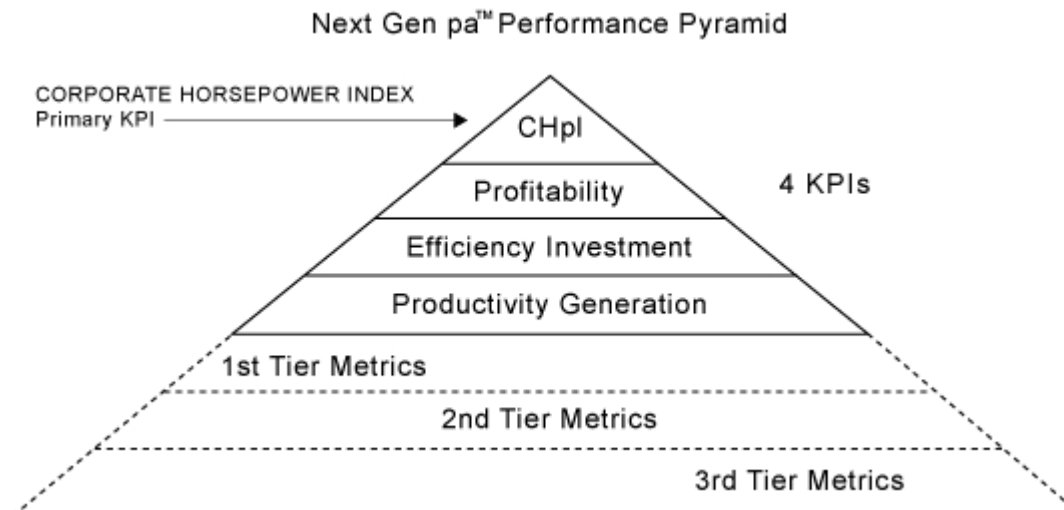 Next Gen pa™ Performance Pyramid
CORPORATE HORSEPOWER INDEX
Primary KPI
CHpI
Profitability
4 KPIs
Efficiency Investment
Productivity Generation
1st Tier Metrics
2nd Tier Metrics
3rd Tier Metrics